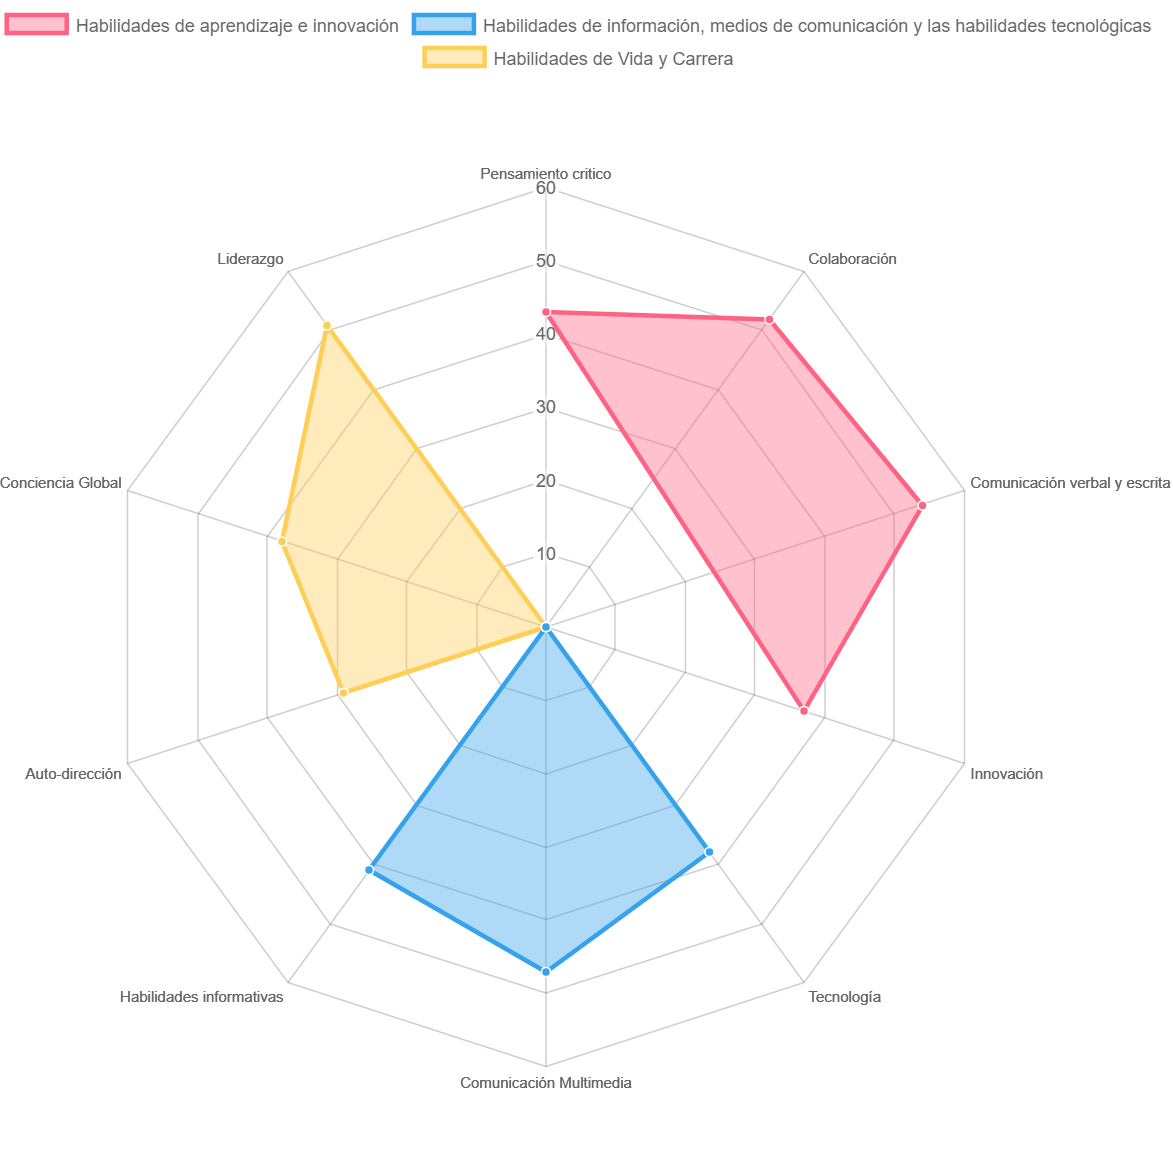 Habilidades de aprendizaje e innovación
Habilidades de información, medios de comunicación y las habilidades tecnológicas
Habilidades de Vida y Carrera
Pensamiento critico
60
Liderazgo
Colaboración
50
40
30
Conciencia Global
Comunicación verbal y escrita
20
10
Auto-dirección
Innovación
Habilidades informativas
Tecnología
Comunicación Multimedia